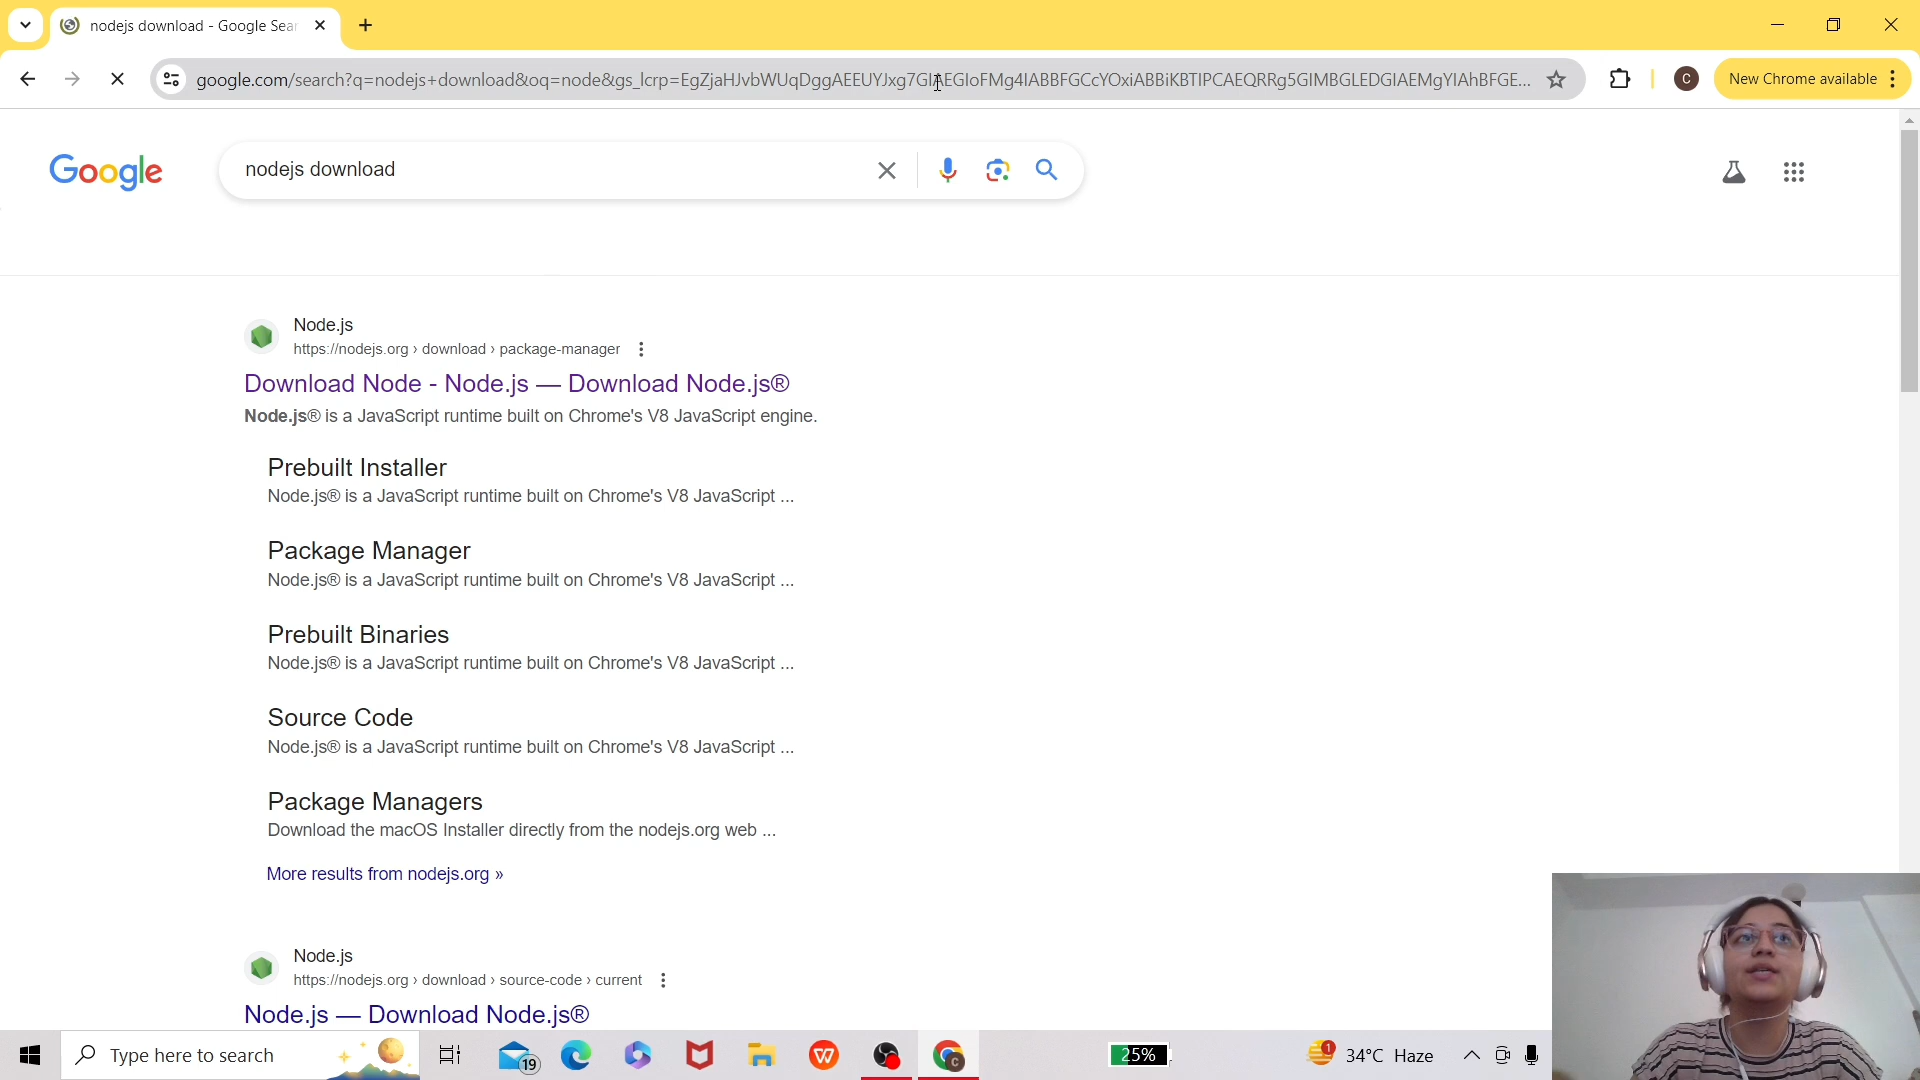 nodejs download - Google Sear
google.com/search?q=nodejs+download&oq=node&gs_lcrp=EgZjaHJvbWUqDggAEEUYJxg7GIAEGIoFMg4IABBFGCcYOxiABBiKBTIPCAEQRRg5GIMBGLEDGIAEMgYIAhBFGE...
New Chrome available
C
Google
nodejs download
Node.js
https://nodejs.org › download › package-manager
Download Node - Node.js — Download Node.js®
Node.js® is a JavaScript runtime built on Chrome's V8 JavaScript engine.
Prebuilt Installer
Node.js® is a JavaScript runtime built on Chrome's V8 JavaScript ...
Package Manager
Node.js® is a JavaScript runtime built on Chrome's V8 JavaScript ...
Prebuilt Binaries
Node.js® is a JavaScript runtime built on Chrome's V8 JavaScript ...
Source Code
Node.js® is a JavaScript runtime built on Chrome's V8 JavaScript ...
Package Managers
Download the macOS Installer directly from the nodejs.org web ...
More results from nodejs.org »
Node.js
https://nodejs.org › download › source-code › current
Node.js — Download Node.js®
Type here to search
19
W
C
25%
1
34°C Haze